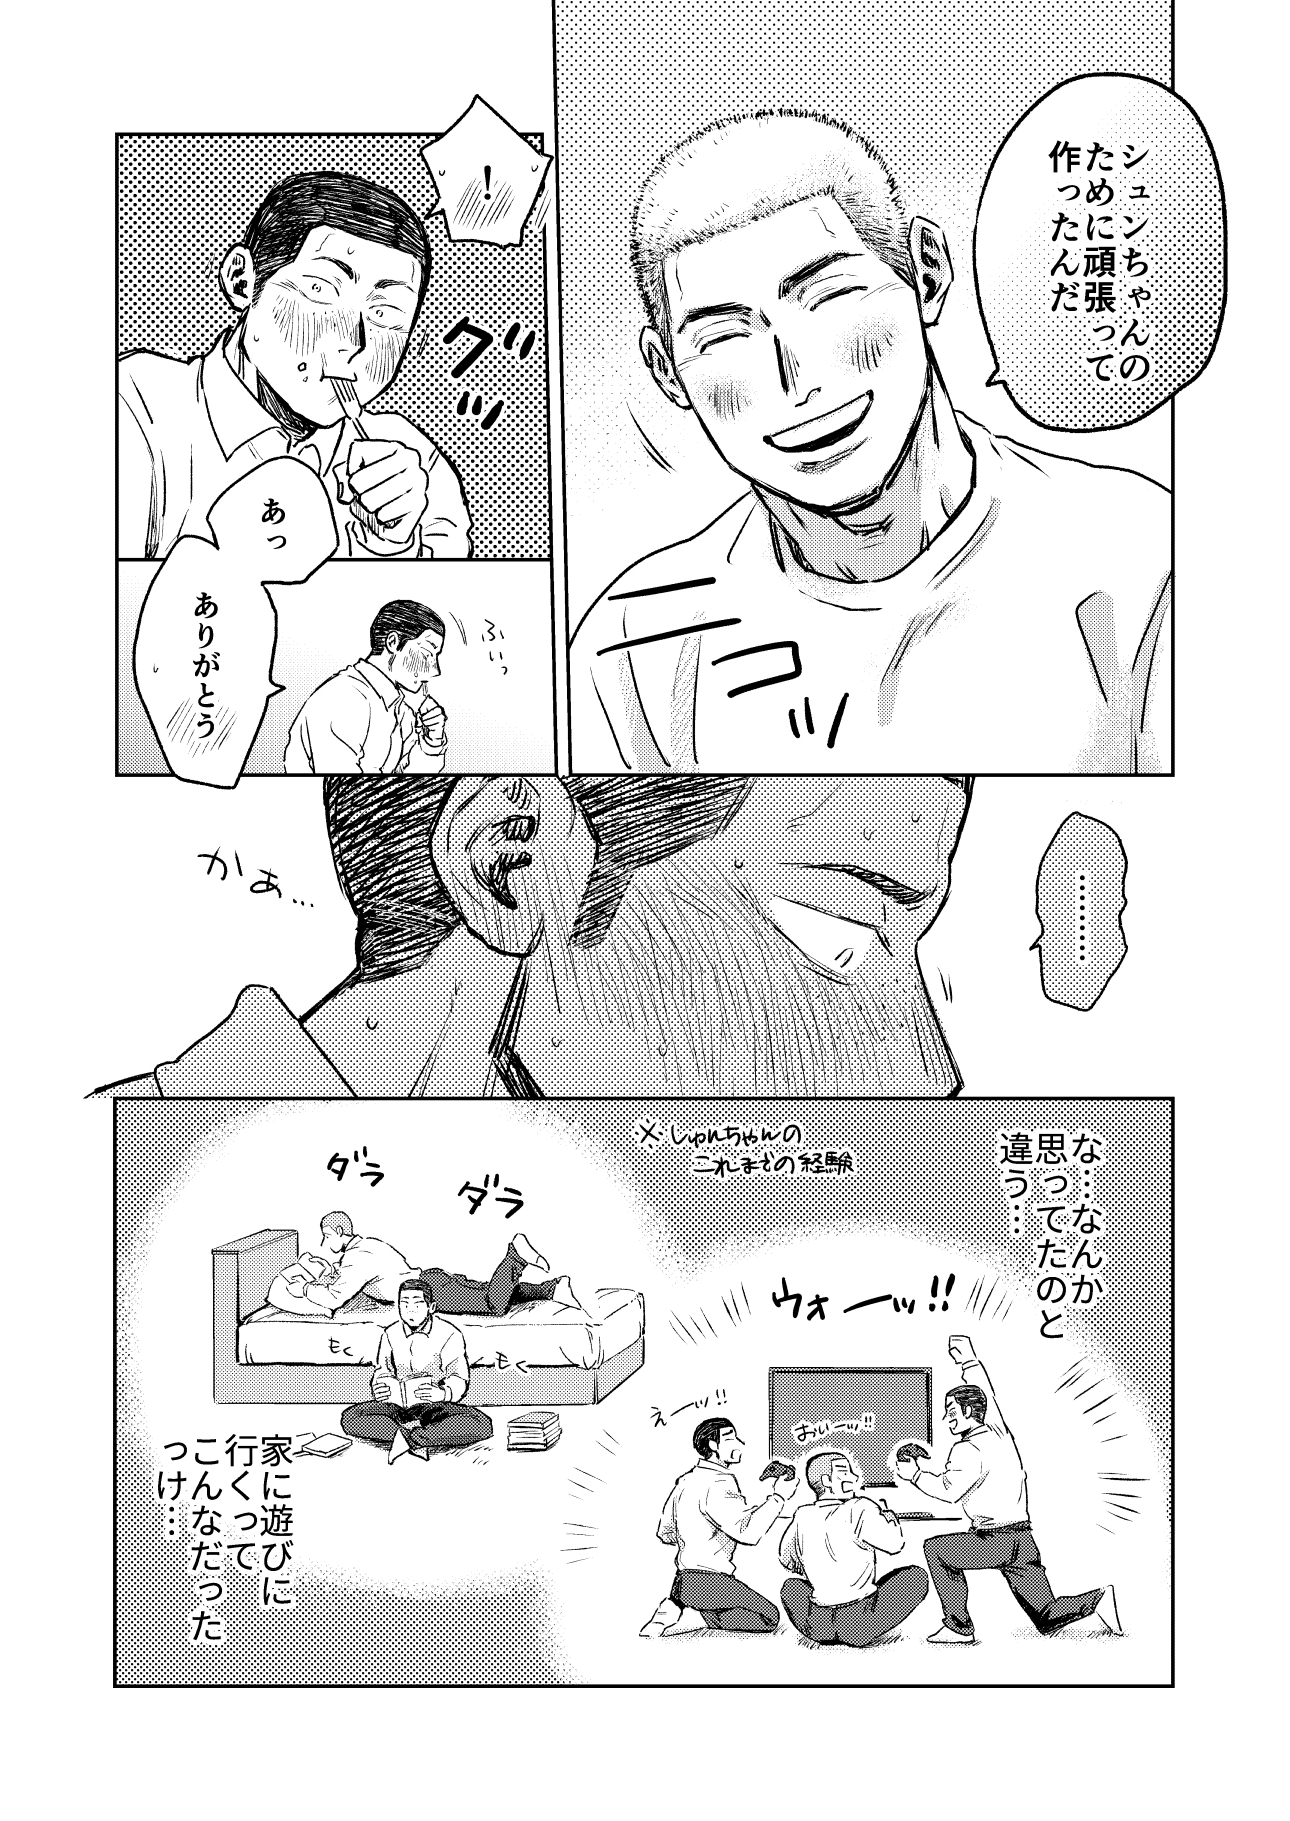 シュンちゃんの
ために頑張って
作ったんだ
ニコッ
！
グッ
ふいっ
あっ
ありがとう
………
かぁ…
な…なんか
思ってたのと
違う…
※しゅんちゃんの
これまでの経験
ウォーッ!!
えーッ!!
おいーッ!!
ダラ
ダラ
もく
もく
家に遊びに
行くって
こんなだった
っけ…